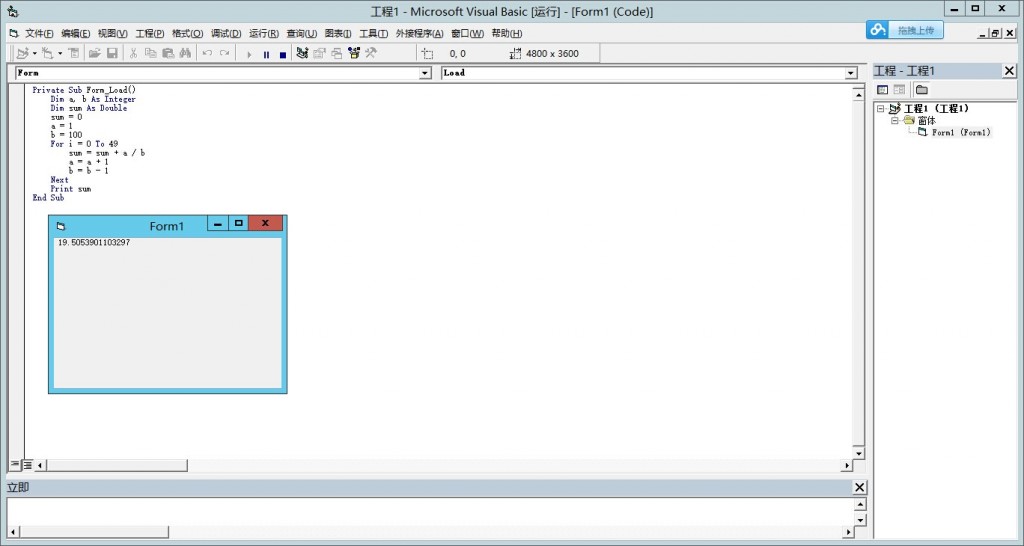 工程1 - Microsoft Visual Basic [运行] - [Form1 (Code)]
文件(F) 编辑(E) 视图(V) 工程(P) 格式(O) 调试(D) 运行(R) 查询(U) 图表(I) 工具(T) 外接程序(A) 窗口(W) 帮助(H)
拖拽上传
0, 0
4800 x 3600
Form
Load
Private Sub Form_Load()
Dim a, b As Integer
Dim sum As Double
sum = 0
a = 1
b = 100
For i = 0 To 49
sum = sum + a / b
a = a + 1
b = b - 1
Next
Print sum
End Sub
Form1
19.5053901103297
工程 - 工程1
工程1 (工程1)
窗体
Form1 (Form1)
立即